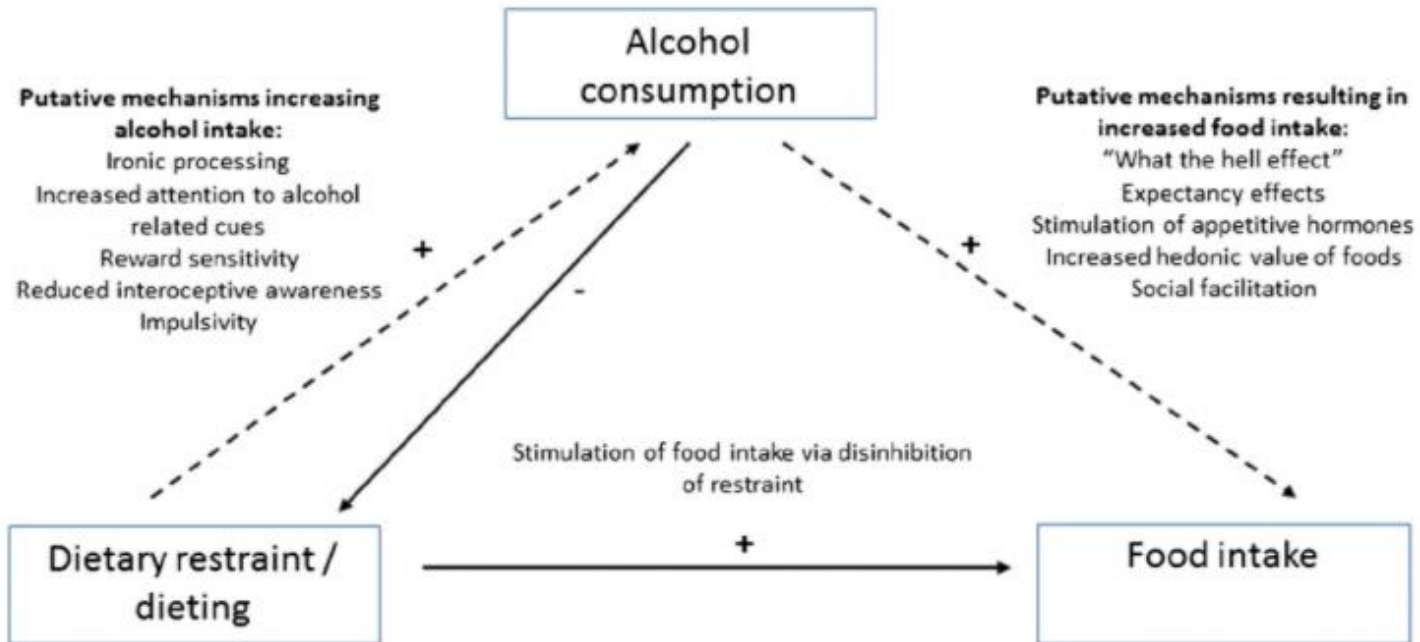 Alcohol
consumption
Putative mechanisms increasing
alcohol intake:
Ironic processing
Increased attention to alcohol
related cues
Reward sensitivity
Reduced interoceptive awareness
Impulsivity
+
-
+
Putative mechanisms resulting in
increased food intake:
"What the hell effect"
Expectancy effects
Stimulation of appetitive hormones
Increased hedonic value of foods
Social facilitation
Stimulation of food intake via disinhibition
of restraint
+
Dietary restraint /
dieting
Food intake